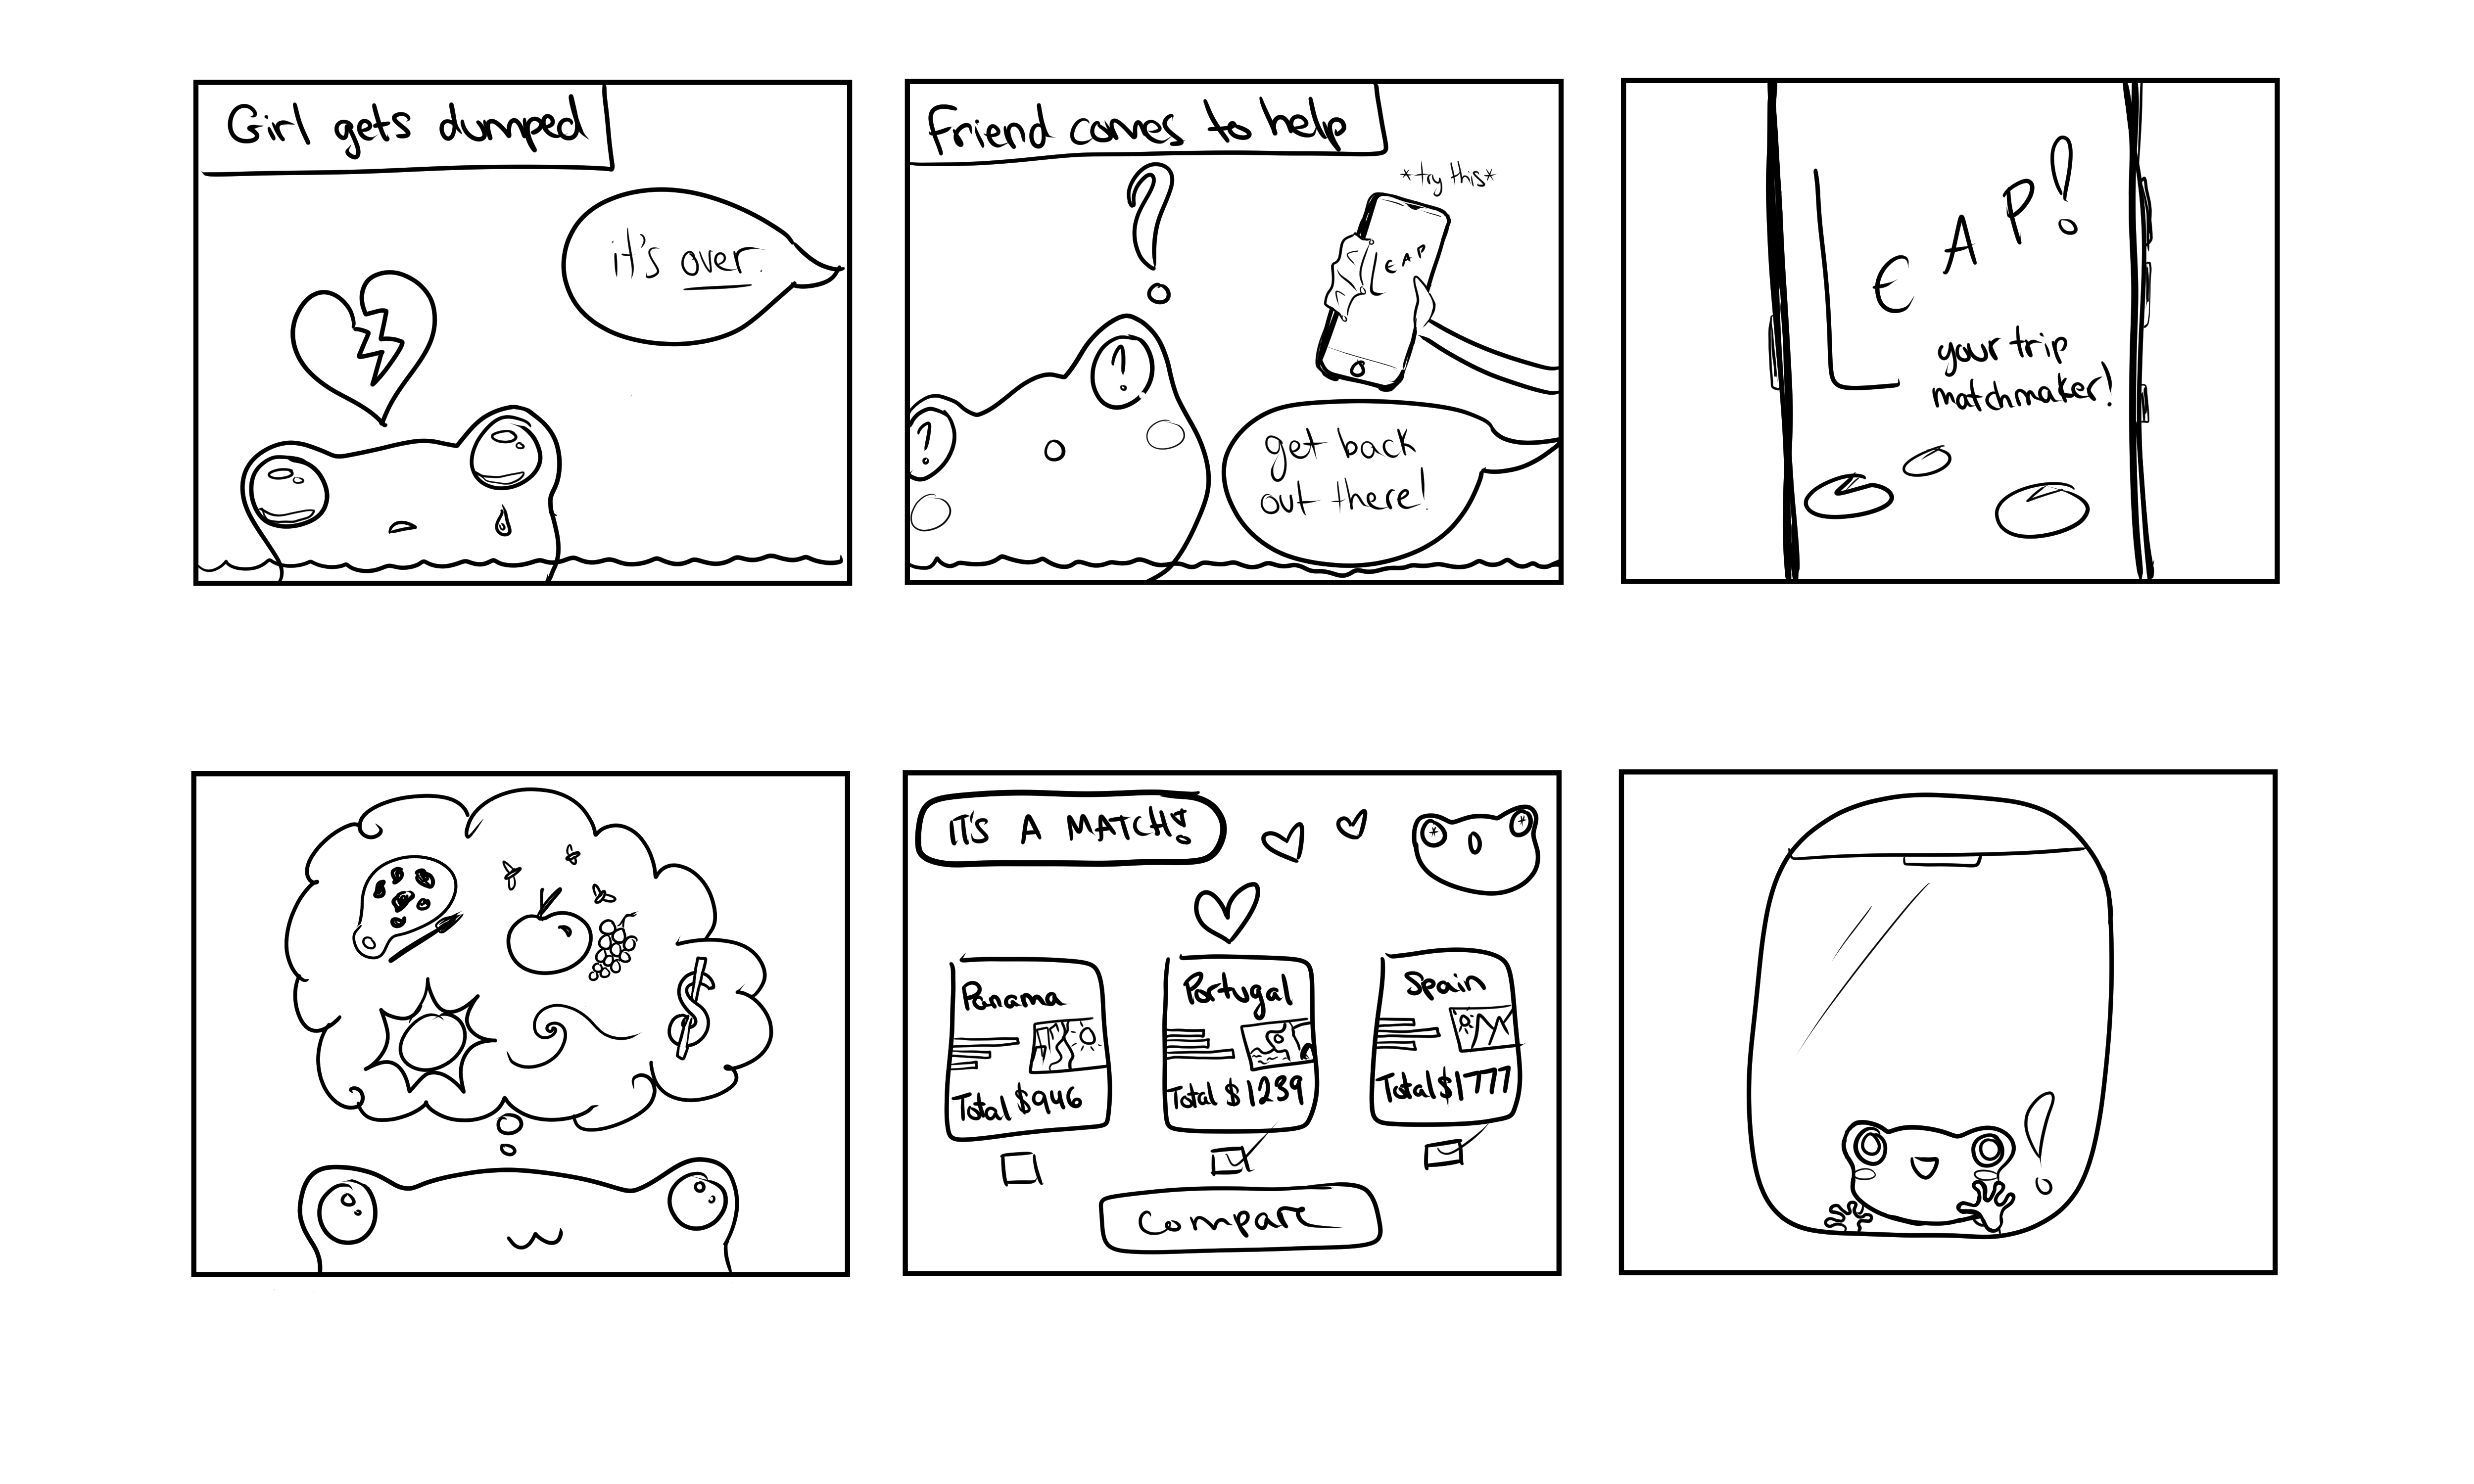 Girl gets dumped
it's over.
Friend comes to help
?
*try this*
LEAP
get back
out there!
LEAP!
your trip
matchmaker!
$
IT'S A MATCH!
Panama
Total $946
Portugal
Total $1239
Spain
Total $1777
Compare
!